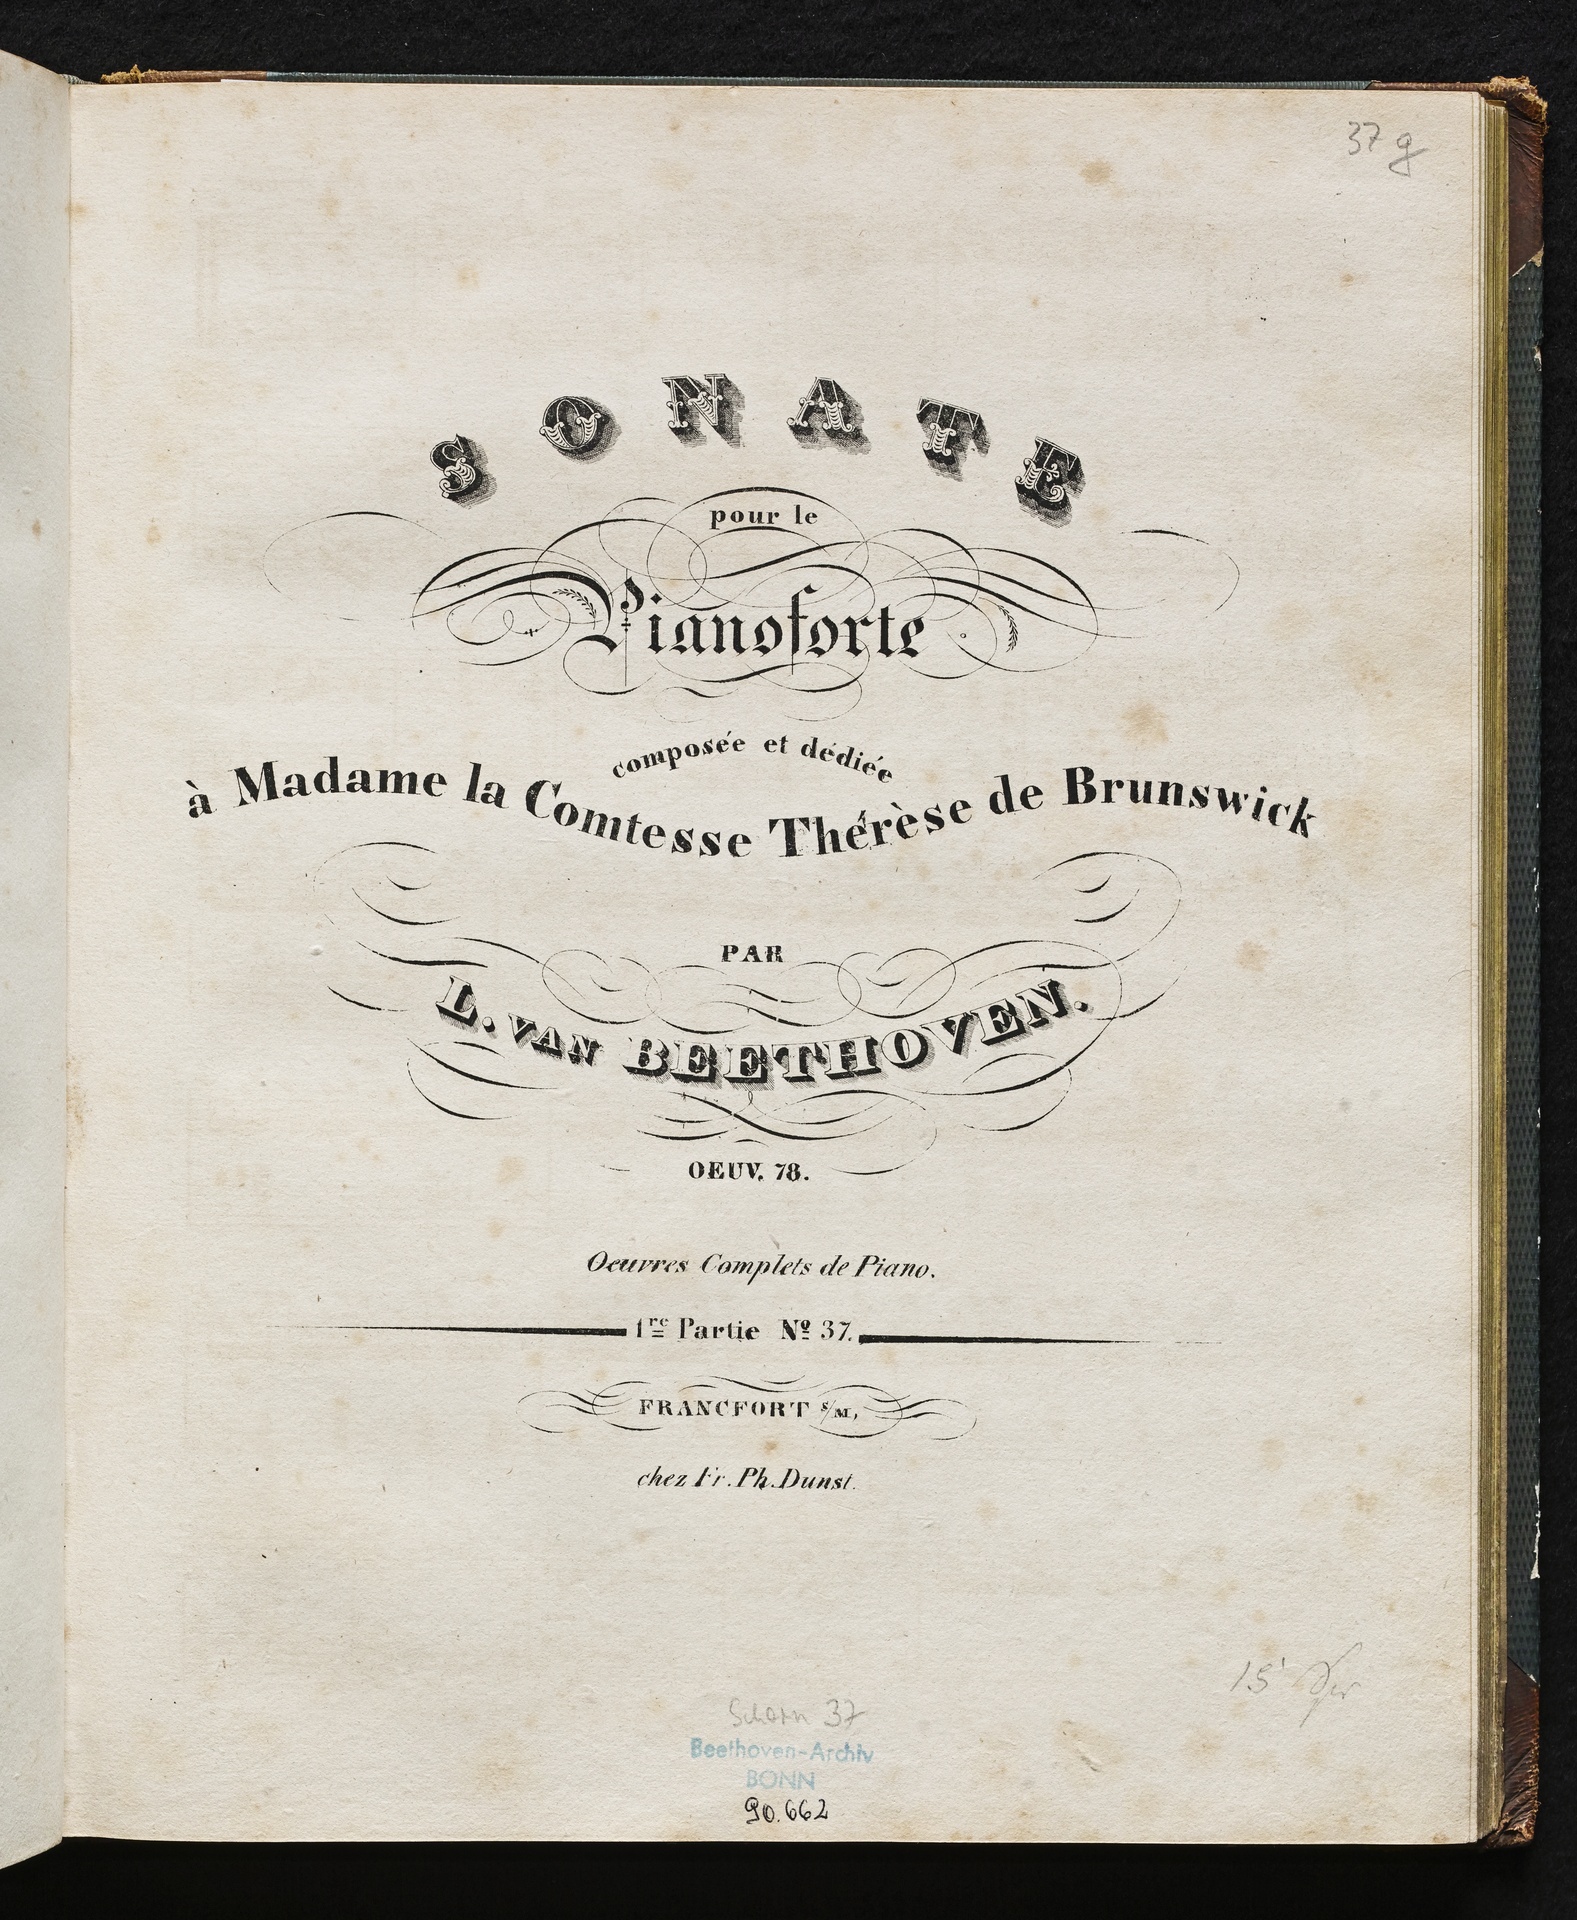 37 g
SONATE
pour le
Pianoforte
composée et dédiée
à Madame la Comtesse Thérèse de Brunswick
PAR
L. VAN BEETHOVEN.
OEUV. 78.
Oeuvres Complets de Piano.
1re Partie No 37.
FRANCFORT s/M,
chez Fr. Ph. Dunst.
15
37
Beethoven-Archiv
BONN
90.662